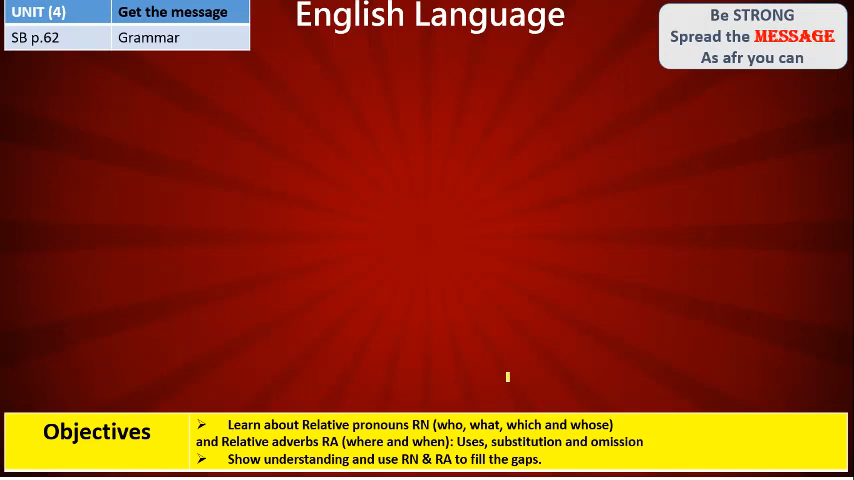 UNIT (4) Get the message
SB p.62 Grammar
English Language
Be STRONG
Spread the MESSAGE
As afr you can
Objectives
➢ Learn about Relative pronouns RN (who, what, which and whose)
and Relative adverbs RA (where and when): Uses, substitution and omission
➢ Show understanding and use RN & RA to fill the gaps.